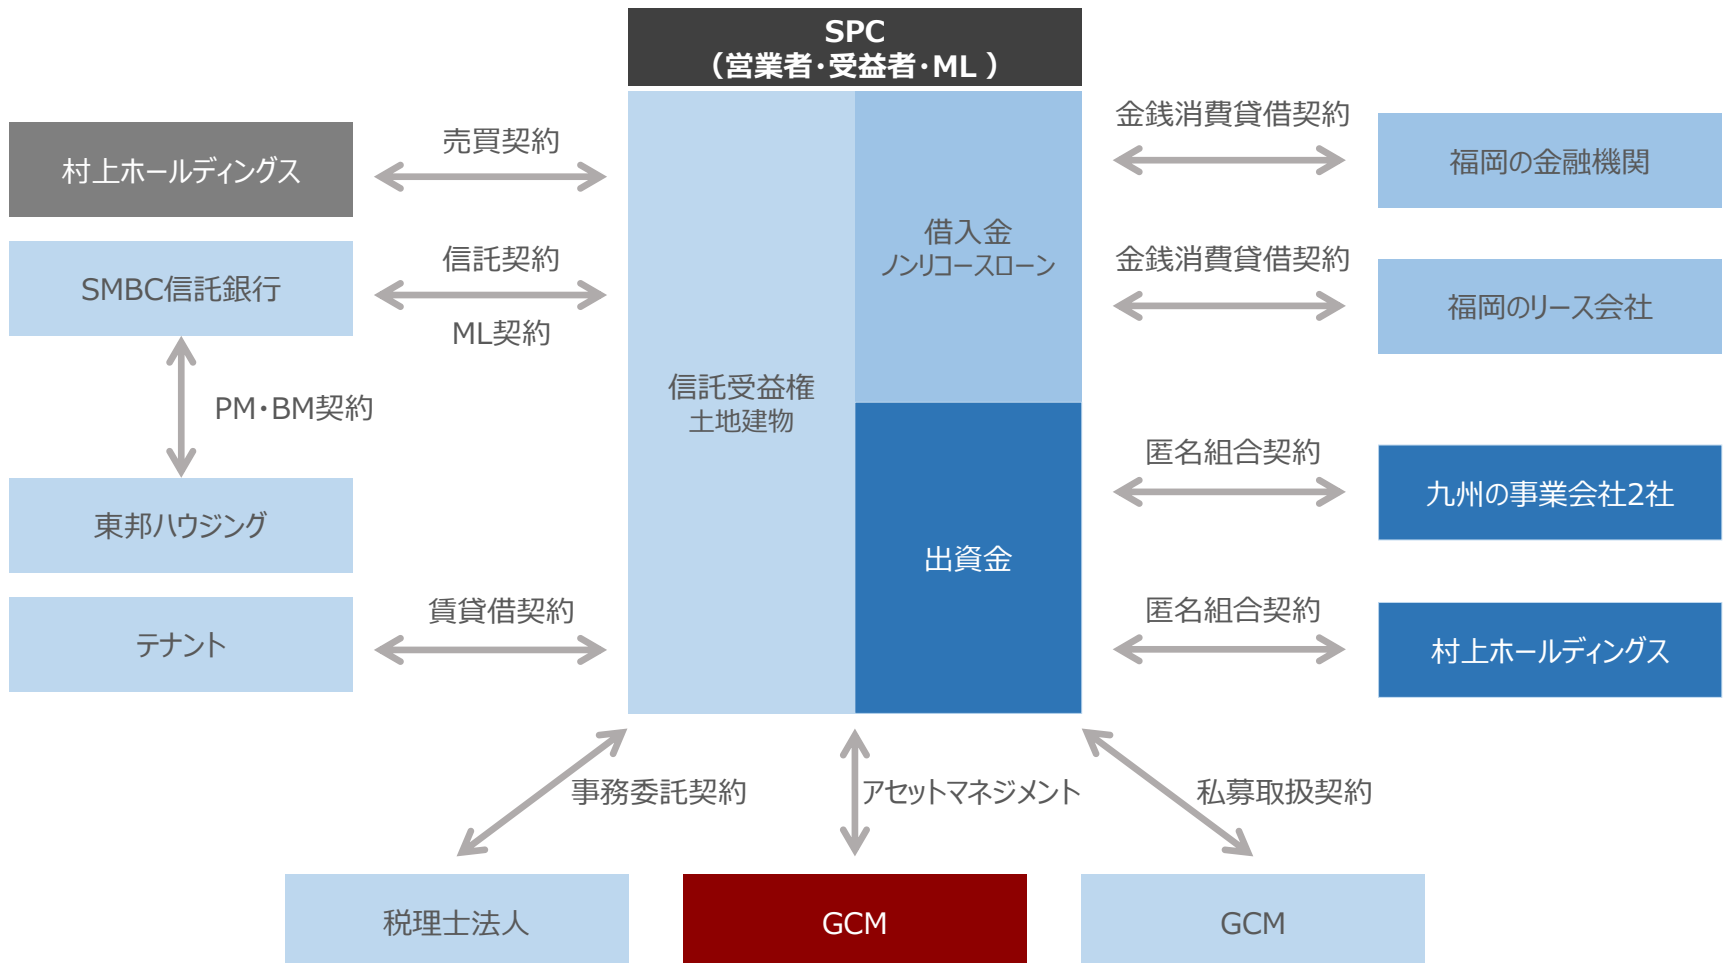 SPC
（営業者・受益者・ML ）
村上ホールディングス
売買契約
SMBC信託銀行
信託契約
ML契約
PM・BM契約
東邦ハウジング
テナント
賃貸借契約
信託受益権
土地建物
借入金
ノンリコースローン
出資金
金銭消費貸借契約
福岡の金融機関
金銭消費貸借契約
福岡のリース会社
匿名組合契約
九州の事業会社2社
匿名組合契約
村上ホールディングス
事務委託契約
アセットマネジメント
私募取扱契約
税理士法人
GCM
GCM